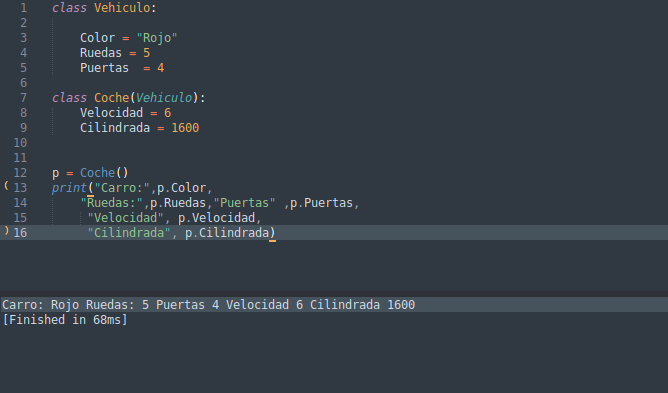 1 class Vehiculo:
2
3 Color = "Rojo"
4 Ruedas = 5
5 Puertas  = 4
6
7 class Coche(Vehiculo):
8 Velocidad = 6
9 Cilindrada = 1600
10
11
12 p = Coche()
( 13 print("Carro:",p.Color,
14 "Ruedas:",p.Ruedas,"Puertas" ,p.Puertas,
15 "Velocidad", p.Velocidad,
) 16 "Cilindrada", p.Cilindrada)
Carro: Rojo Ruedas: 5 Puertas 4 Velocidad 6 Cilindrada 1600
[Finished in 68ms]